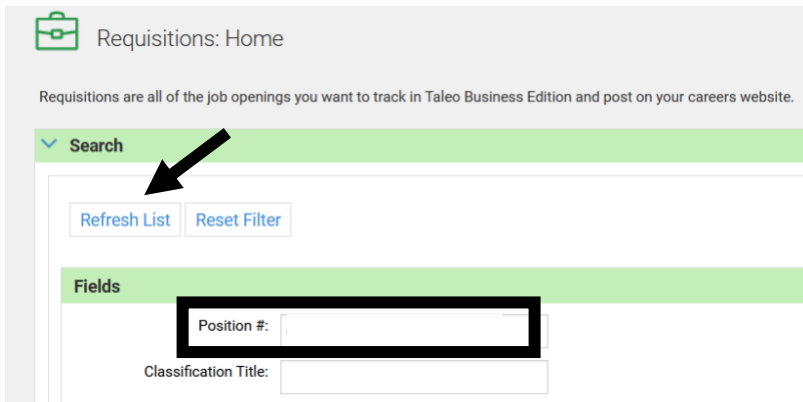 Requisitions: Home
Requisitions are all of the job openings you want to track in Taleo Business Edition and post on your careers website.
Search
Refresh List Reset Filter
Fields
Position #:
Classification Title: